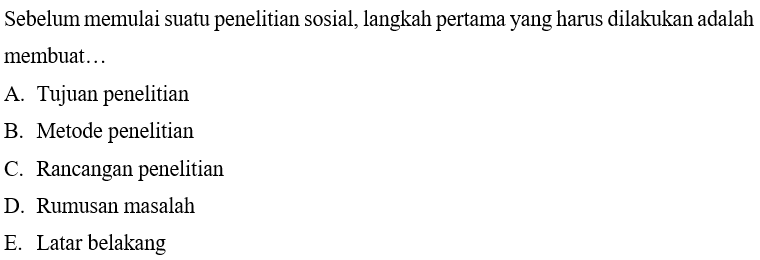 Sebelum memulai suatu penelitian sosial, langkah pertama yang harus dilakukan adalah
membuat…
A. Tujuan penelitian
B. Metode penelitian
C. Rancangan penelitian
D. Rumusan masalah
E. Latar belakang